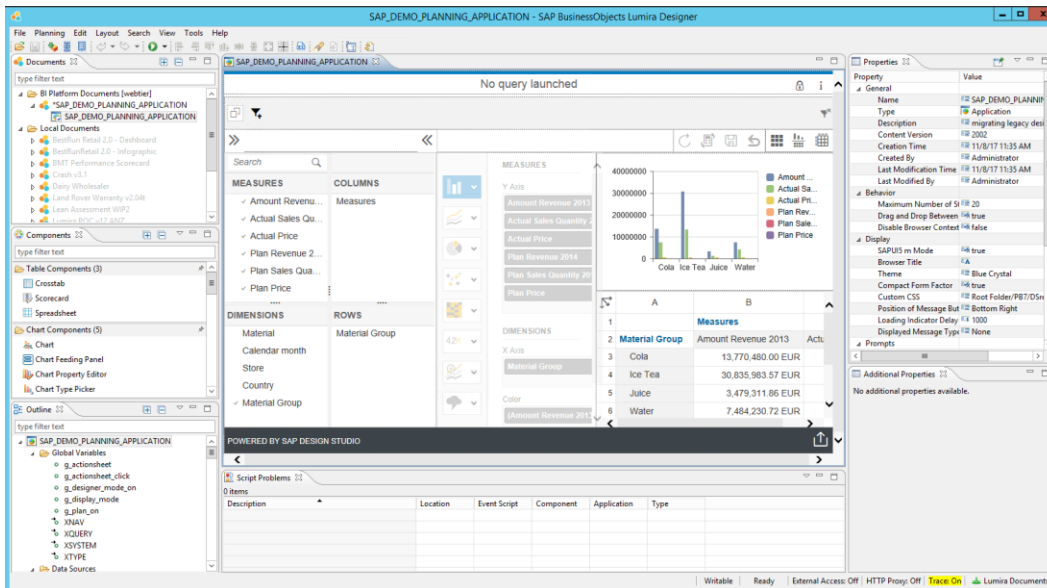 SAP_DEMO_PLANNING_APPLICATION - SAP BusinessObjects Lumira Designer
File Planning Edit Layout Search View Tools Help
Documents
type filter text
BI Platform Documents [webtier]
*SAP_DEMO_PLANNING_APPLICATION
SAP_DEMO_PLANNING_APPLICATION
Local Documents
BestRun Retail 2.0 - Dashboard
BestRunRetail 2.0 - Infographic
BMT Performance Scorecard
Crash v3.1
Dairy Wholesaler
Land Rover Warranty v2.04t
Lean Assessment WIP2
Components
type filter text
Table Components (3)
Crosstab
Scorecard
Spreadsheet
Chart Components (5)
Chart
Chart Feeding Panel
Chart Property Editor
Chart Type Picker
Outline
type filter text
SAP_DEMO_PLANNING_APPLICATION
Global Variables
g_actionsheet
g_actionsheet_click
g_designer_mode_on
g_display_mode
g_plan_on
XNAV
XQUERY
XSYSTEM
XTYPE
Data Sources
SAP_DEMO_PLANNING_APPLICATION
No query launched
Search
MEASURES
Amount Revenu...
Actual Sales Qu...
Actual Price
Plan Revenue 2...
Plan Sales Qua...
Plan Price
DIMENSIONS
Material
Calendar month
Store
Country
Material Group
COLUMNS
Measures
ROWS
Material Group
MEASURES
Y Axis
Amount Revenue 2013
Actual Sales Quantity 2
Actual Price
Plan Revenue 2014
Plan Sales Quantity 20
Plan Price
DIMENSIONS
X Axis
Material Group
Color
(Amount Revenue 201
40000000
30000000
20000000
10000000
0
Cola Ice Tea Juice Water
Amount ...
Actual Sa...
Actual Pri...
Plan Rev...
Plan Sale...
Plan Price
A B
1 Measures
2 Material Group Amount Revenue 2013 Actu
3 Cola 13,770,480.00 EUR
4 Ice Tea 30,835,983.57 EUR
5 Juice 3,479,311.86 EUR
6 Water 7,484,230.72 EUR
POWERED BY SAP DESIGN STUDIO
Script Problems
0 items
Description Location Event Script Component Application Type
Properties
Property Value
General
Name SAP_DEMO_PLANNIN
Type Application
Description migrating legacy desi
Content Version 2002
Creation Time 11/8/17 11:35 AM
Created By Administrator
Last Modification Time 11/8/17 11:35 AM
Last Modified By Administrator
Behavior
Maximum Number of St 20
Drag and Drop Between true
Disable Browser Context false
Display
SAPUI5 m Mode true
Browser Title
Theme Blue Crystal
Compact Form Factor true
Custom CSS Root Folder/PB7/DSr
Position of Message But Bottom Right
Loading Indicator Delay 1000
Displayed Message Type None
Prompts
Additional Properties
No additional properties available.
Writable Ready External Access: Off HTTP Proxy: Off Trace: On Lumira Document